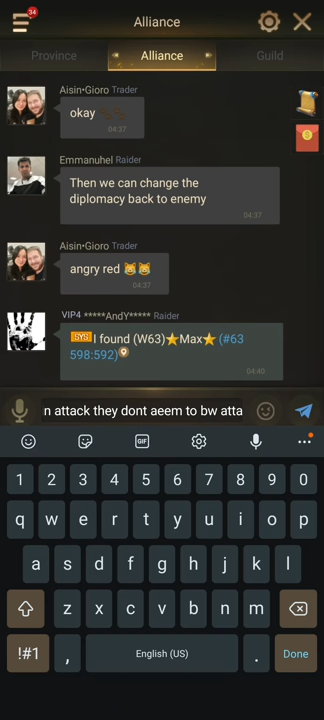 34
Alliance
Province
Alliance
Guild
Aisin•Gioro Trader
okay
04:37
Emmanuhel Raider
Then we can change the
diplomacy back to enemy
04:37
Aisin•Gioro Trader
angry red 😼😼
04:37
VIP4 *****AndY***** Raider
SYS I found (W63)⭐Max⭐(#63
598:592)
04:40
n attack they dont aeem to bw atta
GIF
1 2 3 4 5 6 7 8 9 0
q w e r t y u i o p
a s d f g h j k l
z x c v b n m
!#1 , English (US) . Done